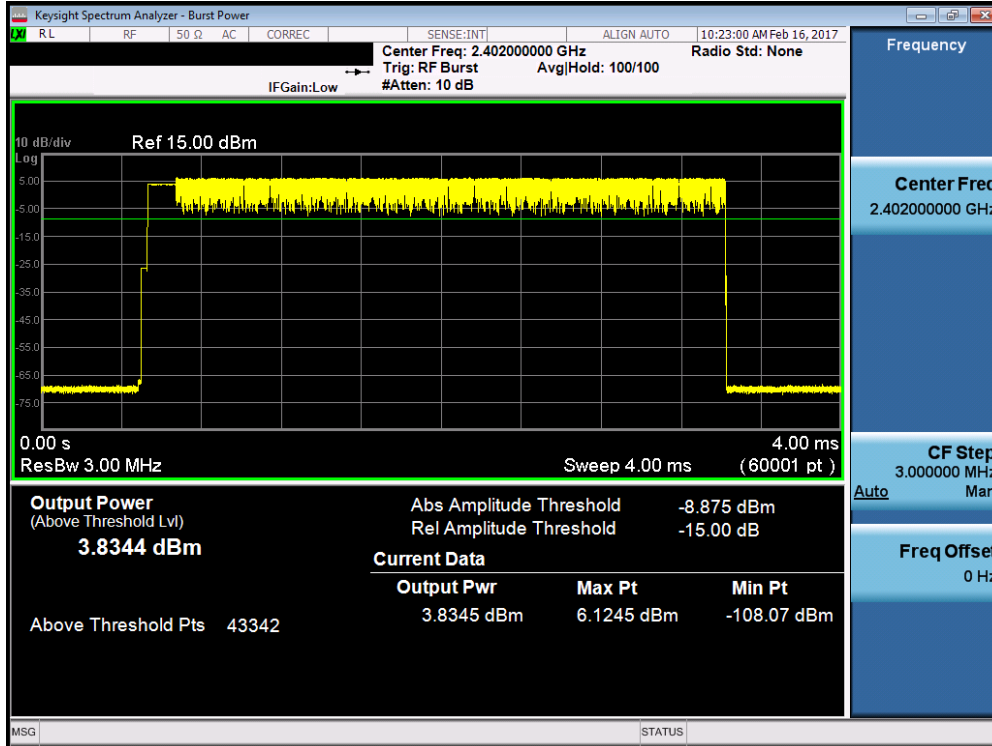 Keysight Spectrum Analyzer - Burst Power
LXI RL RF 50 Ω AC CORREC SENSE:INT ALIGN AUTO 10:23:00 AM Feb 16, 2017
Center Freq: 2.402000000 GHz Radio Std: None
Trig: RF Burst Avg|Hold: 100/100
IFGain:Low #Atten: 10 dB
10 dB/div Ref 15.00 dBm
Log
5.00
-5.00
-15.0
-25.0
-35.0
-45.0
-55.0
-65.0
-75.0
0.00 s 4.00 ms
ResBw 3.00 MHz Sweep 4.00 ms (60001 pt)
Output Power
(Above Threshold Lvl)
3.8344 dBm
Above Threshold Pts 43342
Abs Amplitude Threshold -8.875 dBm
Rel Amplitude Threshold -15.00 dB
Current Data
Output Pwr Max Pt Min Pt
3.8345 dBm 6.1245 dBm -108.07 dBm
Frequency
Center Freq
2.402000000 GHz
CF Step
3.000000 MHz
Auto Man
Freq Offset
0 Hz
MSG STATUS